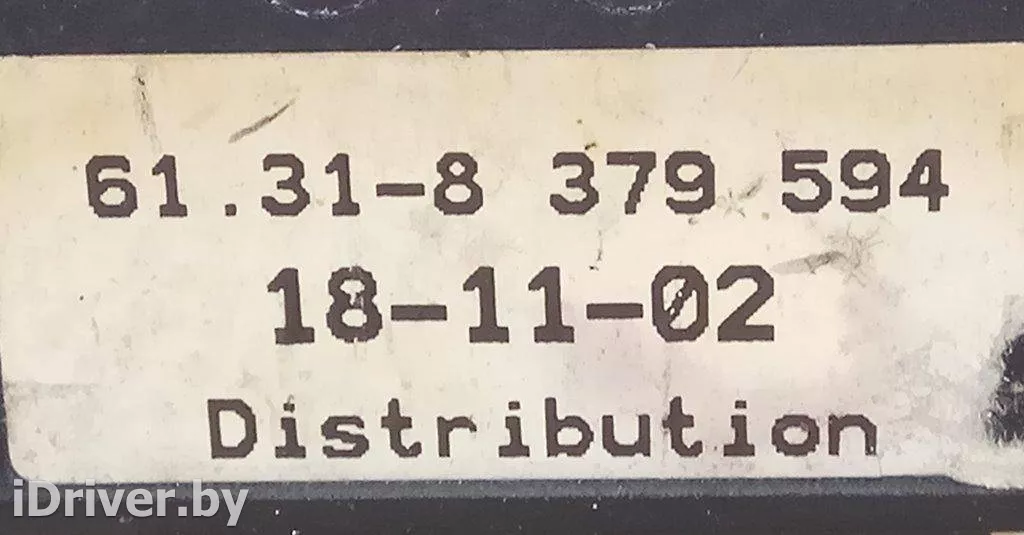 61.31-8 379 594
18-11-02
Distribution
iDriver.by